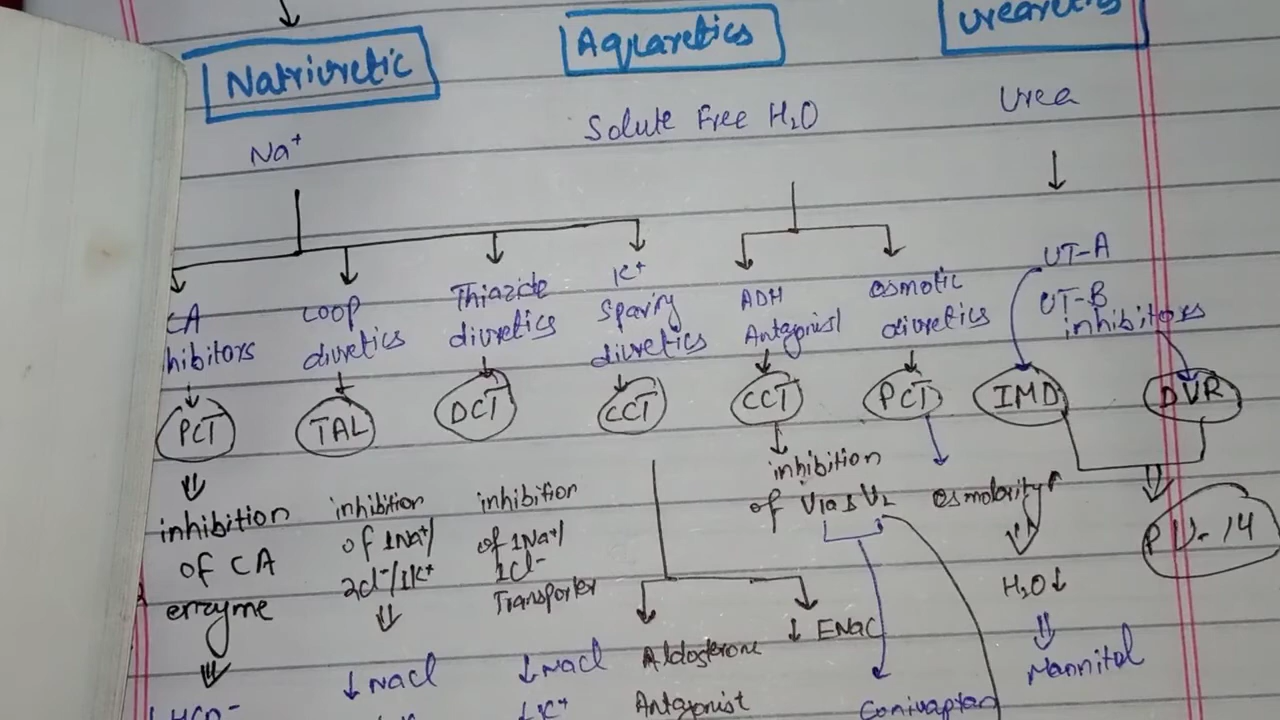 Natriuretic
Aquaretics
Urearetics
Na⁺
Solute Free H₂O
Urea
CA
hibitors
Loop
diuretics
Thiazide
diuretics
K⁺
Sparing
diuretics
ADH
Antagonist
osmotic
diuretics
UT-A
UT-B
inhibitors
PCT
TAL
DCT
CCT
CCT
PCT
IMD
DVR
inhibition
of CA
enzyme
inhibition
of 1Na⁺/
2Cl⁻/1K⁺
inhibition
of 1Na⁺/
1Cl⁻
Transporter
inhibition
of V1a & V2
osmolarity↑
H₂O↓
Mannitol
PU-14
↓NaCl
↓NaCl
↓K⁺
Aldosterone
Antagonist
↓ ENaC
Conivaptan
↓HCO₃⁻